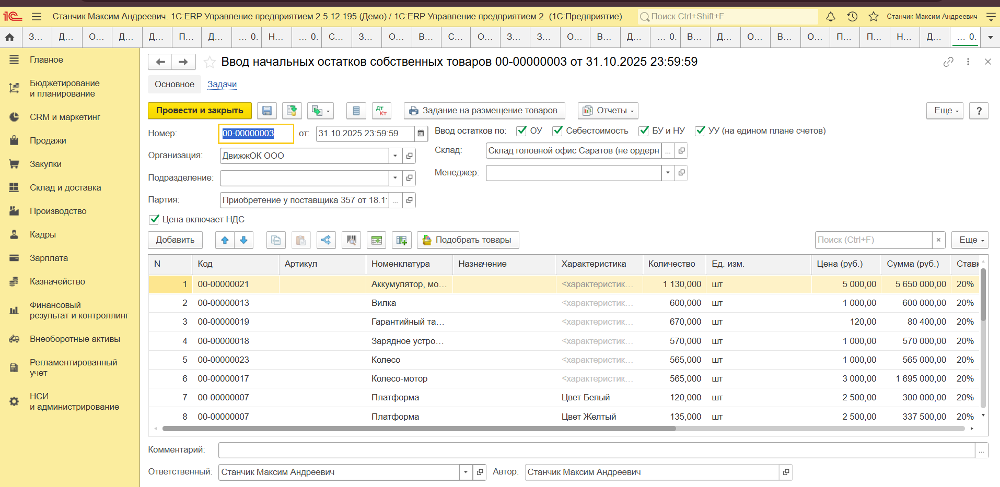 1С Станчик Максим Андреевич. 1С:ERP Управление предприятием 2.5.12.195 (Демо) / 1С:ERP Управление предприятием 2 (1С:Предприятие) Поиск Ctrl+Shift+F Станчик Максим Андреевич
З... Д... О... Д... Д... П... Д... ... 0. Н... ... 0. С... З... О... В... С... О... З... З... О... В... Д... ... 0. В... Д... О... В... О... П... П... Н... Д... ... 0.
Главное
Бюджетирование
и планирование
CRM и маркетинг
Продажи
Закупки
Склад и доставка
Производство
Кадры
Зарплата
Казначейство
Финансовый
результат и контроллинг
Внеоборотные активы
Регламентированный
учет
НСИ
и администрирование
Ввод начальных остатков собственных товаров 00-00000003 от 31.10.2025 23:59:59
Основное Задачи
Провести и закрыть Дт Кт Задание на размещение товаров Отчеты Еще ?
Номер: 00-00000003 от: 31.10.2025 23:59:59 Ввод остатков по: ОУ Себестоимость БУ и НУ УУ (на едином плане счетов)
Организация: ДвижжОК ООО Склад: Склад головной офис Саратов (не ордерн ...
Подразделение: Менеджер:
Партия: Приобретение у поставщика 357 от 18.1 ...
Цена включает НДС
Добавить Подобрать товары Поиск (Ctrl+F) × Еще
N Код Артикул Номенклатура Назначение Характеристика Количество Ед. изм. Цена (руб.) Сумма (руб.) Ставк
1 00-00000021 Аккумулятор, мо... <характеристик... 1 130,000 шт 5 000,00 5 650 000,00 20%
2 00-00000013 Вилка <характеристик... 600,000 шт 1 000,00 600 000,00 20%
3 00-00000019 Гарантийный та... <характеристик... 670,000 шт 120,00 80 400,00 20%
4 00-00000018 Зарядное устро... <характеристик... 570,000 шт 1 000,00 570 000,00 20%
5 00-00000023 Колесо <характеристик... 565,000 шт 1 000,00 565 000,00 20%
6 00-00000017 Колесо-мотор <характеристик... 565,000 шт 3 000,00 1 695 000,00 20%
7 00-00000007 Платформа Цвет Белый 120,000 шт 2 500,00 300 000,00 20%
8 00-00000007 Платформа Цвет Желтый 135,000 шт 2 500,00 337 500,00 20%
Комментарий: ...
Ответственный: Станчик Максим Андреевич Автор: Станчик Максим Андреевич